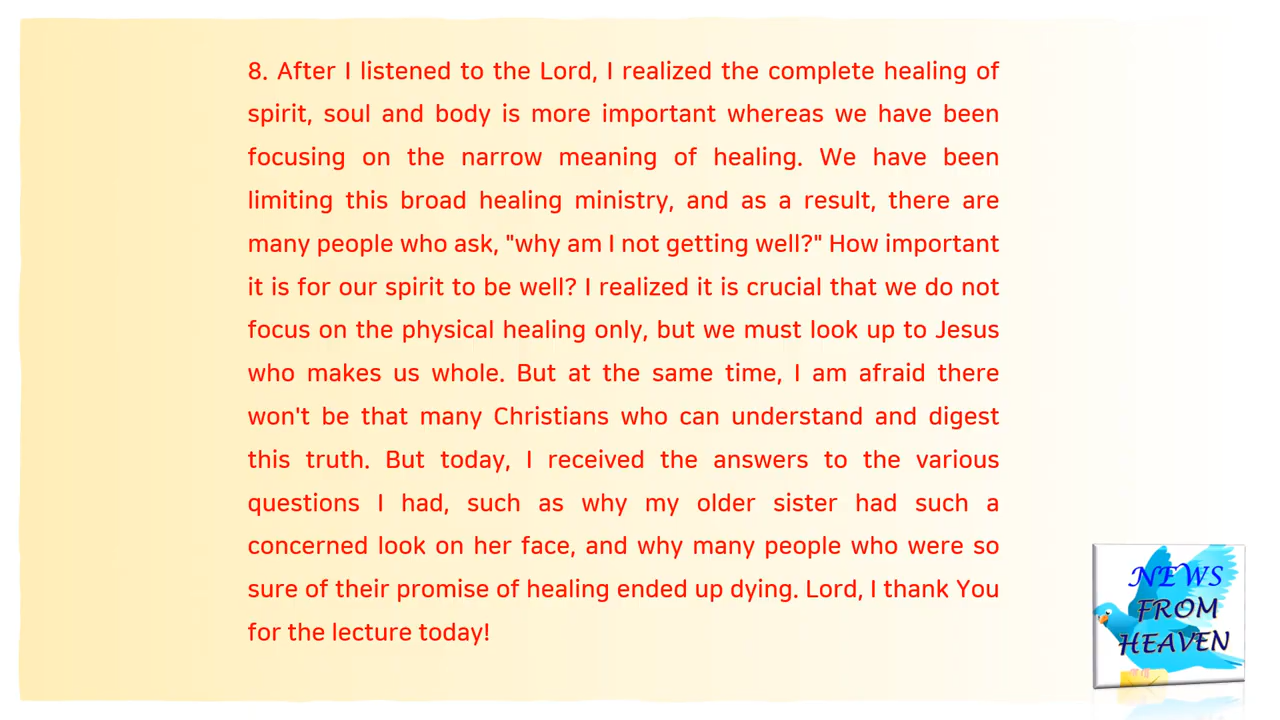 8. After I listened to the Lord, I realized the complete healing of
spirit, soul and body is more important whereas we have been
focusing on the narrow meaning of healing. We have been
limiting this broad healing ministry, and as a result, there are
many people who ask, "why am I not getting well?" How important
it is for our spirit to be well? I realized it is crucial that we do not
focus on the physical healing only, but we must look up to Jesus
who makes us whole. But at the same time, I am afraid there
won't be that many Christians who can understand and digest
this truth. But today, I received the answers to the various
questions I had, such as why my older sister had such a
concerned look on her face, and why many people who were so
sure of their promise of healing ended up dying. Lord, I thank You
for the lecture today!
NEWS
FROM
HEAVEN